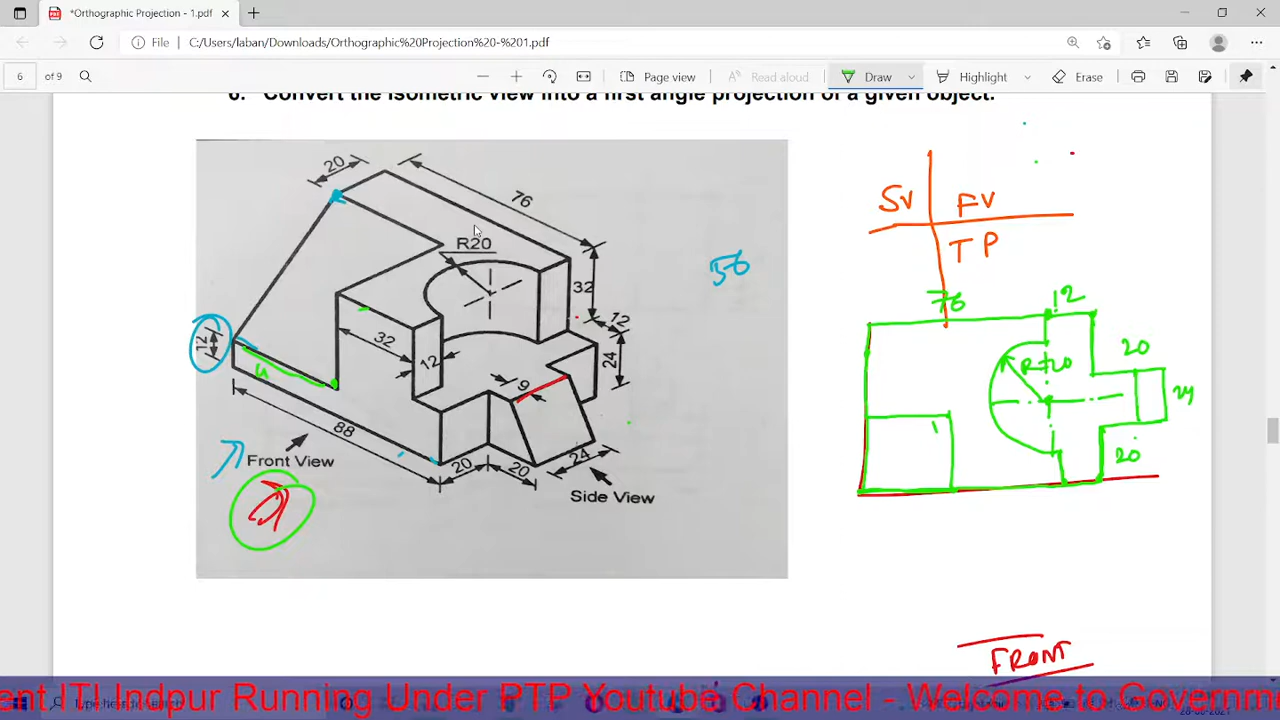 *Orthographic Projection - 1.pdf
File
C:/Users/laban/Downloads/Orthographic%20Projection%20-%201.pdf
6 of 9
Page view
Read aloud
Draw
Highlight
Erase
6. Convert the isometric view into a first angle projection of a given object.
20
76
R20
32
12
12
32
12
24
9
88
20
20
24
Front View
Side View
56
SV
FV
TP
76
12
20
24
20
FRONT
ent ITI Indpur Running Under PTP Youtube Channel - Welcome to Governm